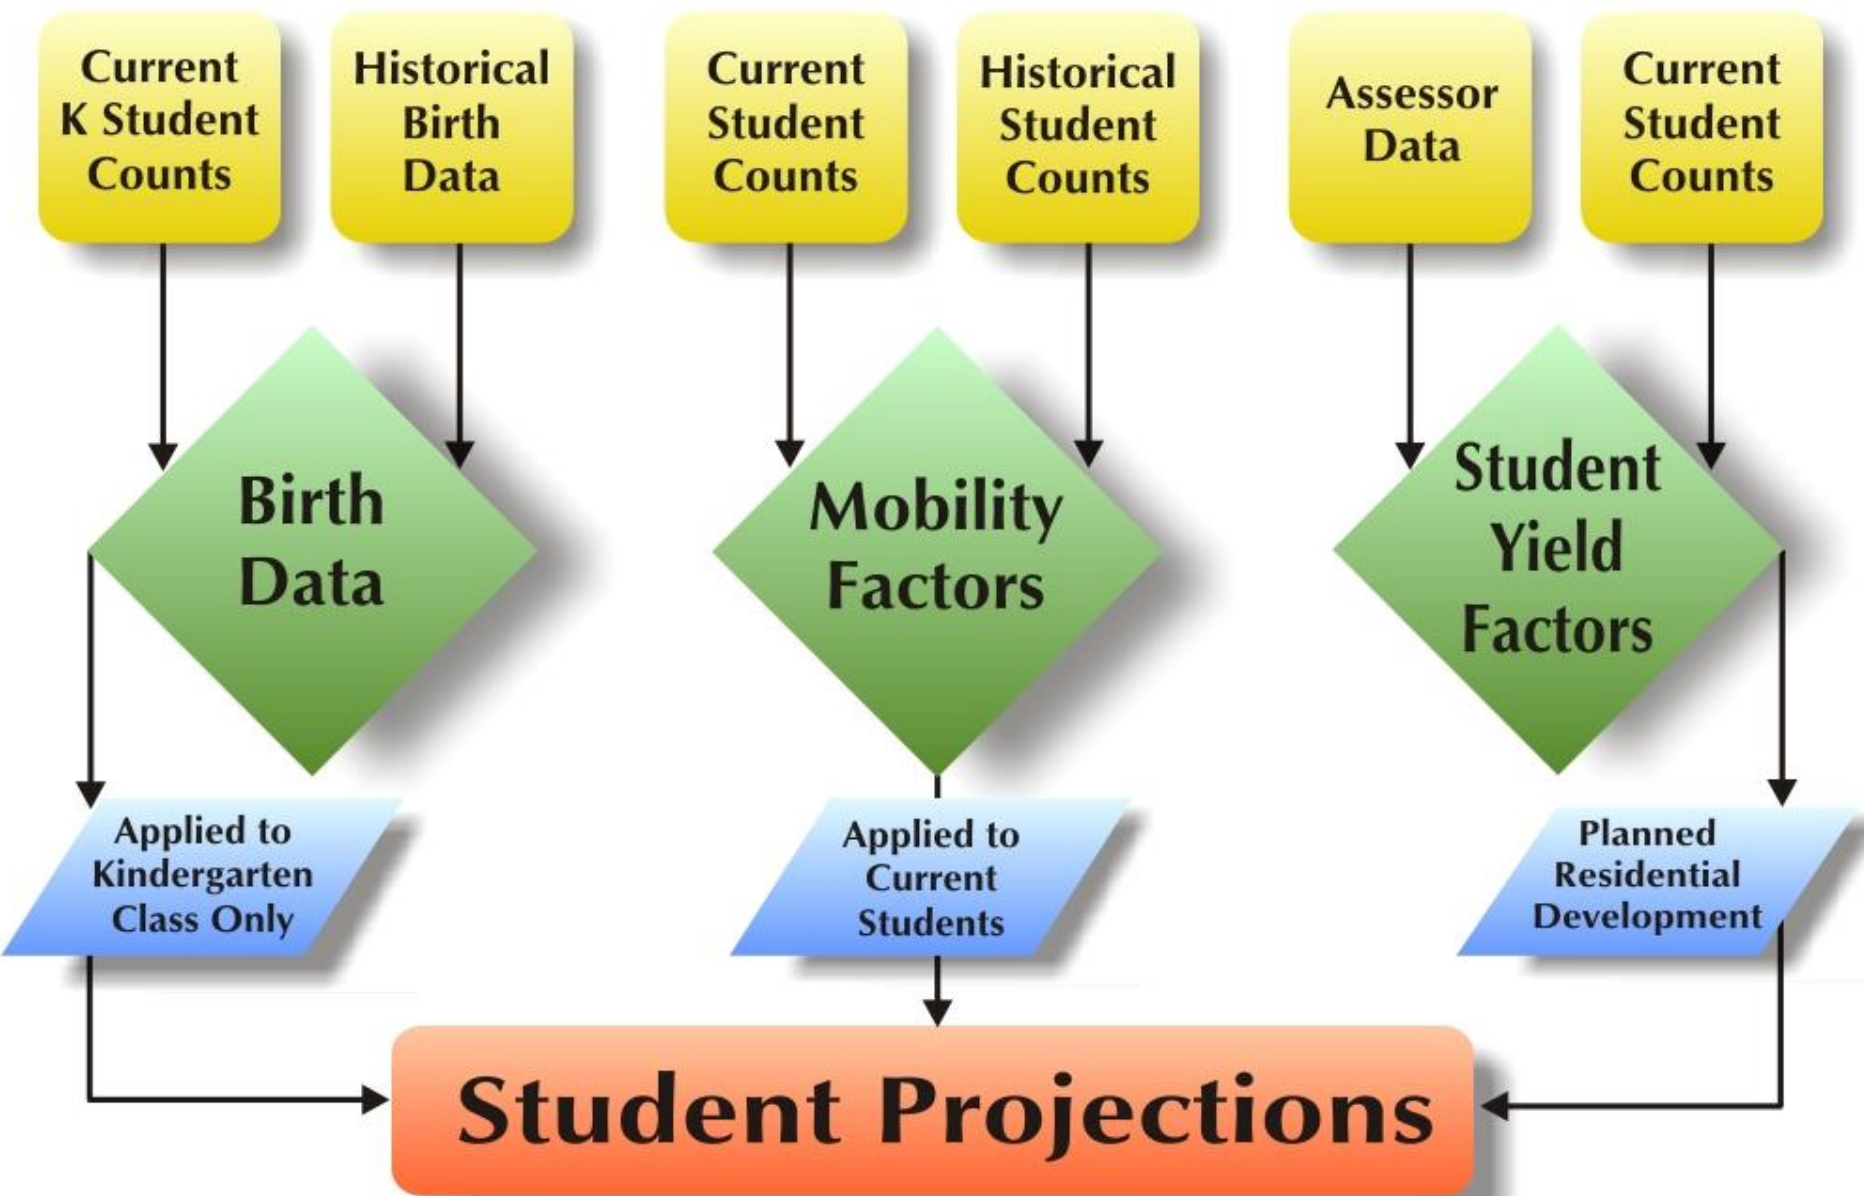 Current
K Student
Counts
Historical
Birth
Data
Current
Student
Counts
Historical
Student
Counts
Assessor
Data
Current
Student
Counts
Birth
Data
Mobility
Factors
Student
Yield
Factors
Applied to
Kindergarten
Class Only
Applied to
Current
Students
Planned
Residential
Development
Student Projections